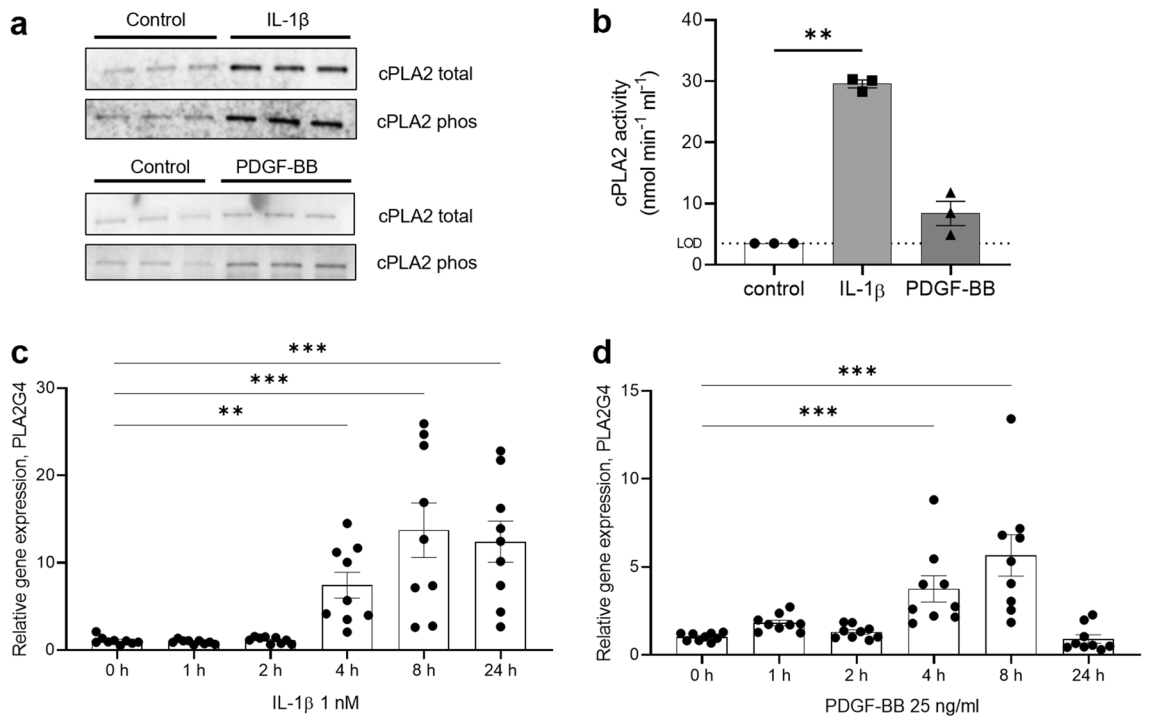 a
Control IL-1β
cPLA2 total
cPLA2 phos
Control PDGF-BB
cPLA2 total
cPLA2 phos
b
**
cPLA2 activity
(nmol min⁻¹ ml⁻¹)
40
30
20
10
LOD
0
control IL-1β PDGF-BB
c
***
***
**
Relative gene expression, PLA2G4
30
20
10
0
0 h 1 h 2 h 4 h 8 h 24 h
IL-1β 1 nM
d
***
***
Relative gene expression, PLA2G4
15
10
5
0
0 h 1 h 2 h 4 h 8 h 24 h
PDGF-BB 25 ng/ml